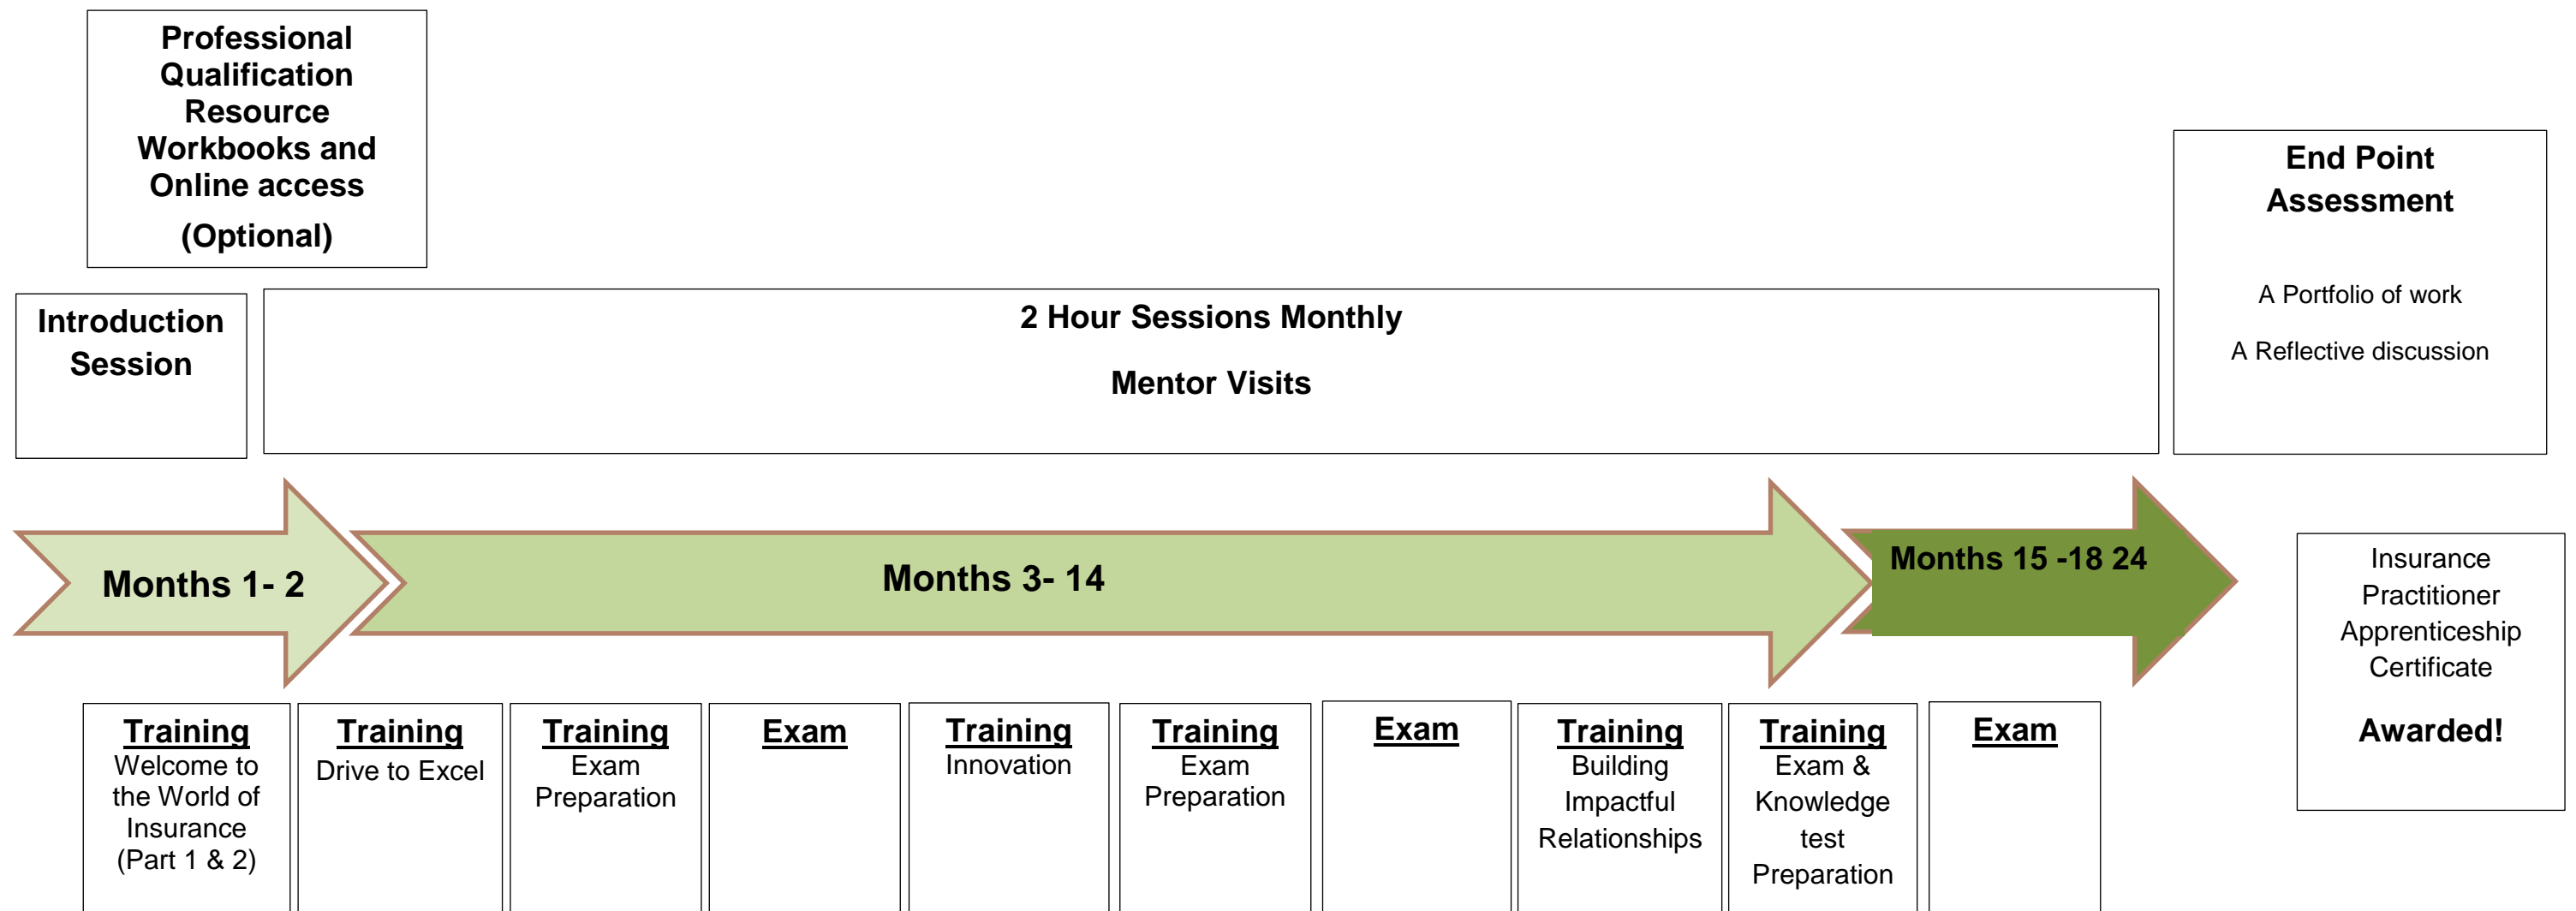 Professional
Qualification
Resource
Workbooks and
Online access
(Optional)
Introduction
Session
2 Hour Sessions Monthly
Mentor Visits
End Point
Assessment
A Portfolio of work
A Reflective discussion
Months 1- 2
Months 3- 14
Months 15 -18 24
Insurance
Practitioner
Apprenticeship
Certificate
Awarded!
Training
Welcome to
the World of
Insurance
(Part 1 & 2)
Training
Drive to Excel
Training
Exam
Preparation
Exam
Training
Innovation
Training
Exam
Preparation
Exam
Training
Building
Impactful
Relationships
Training
Exam &
Knowledge
test
Preparation
Exam